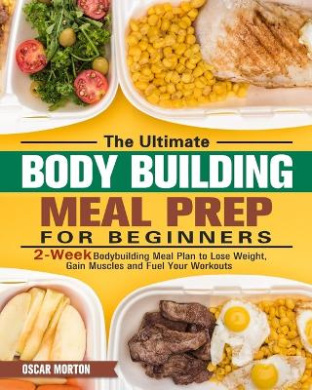 The Ultimate
BODY BUILDING
MEAL PREP
FOR BEGINNERS
2-Week Bodybuilding Meal Plan to Lose Weight,
Gain Muscles and Fuel Your Workouts
OSCAR MORTON